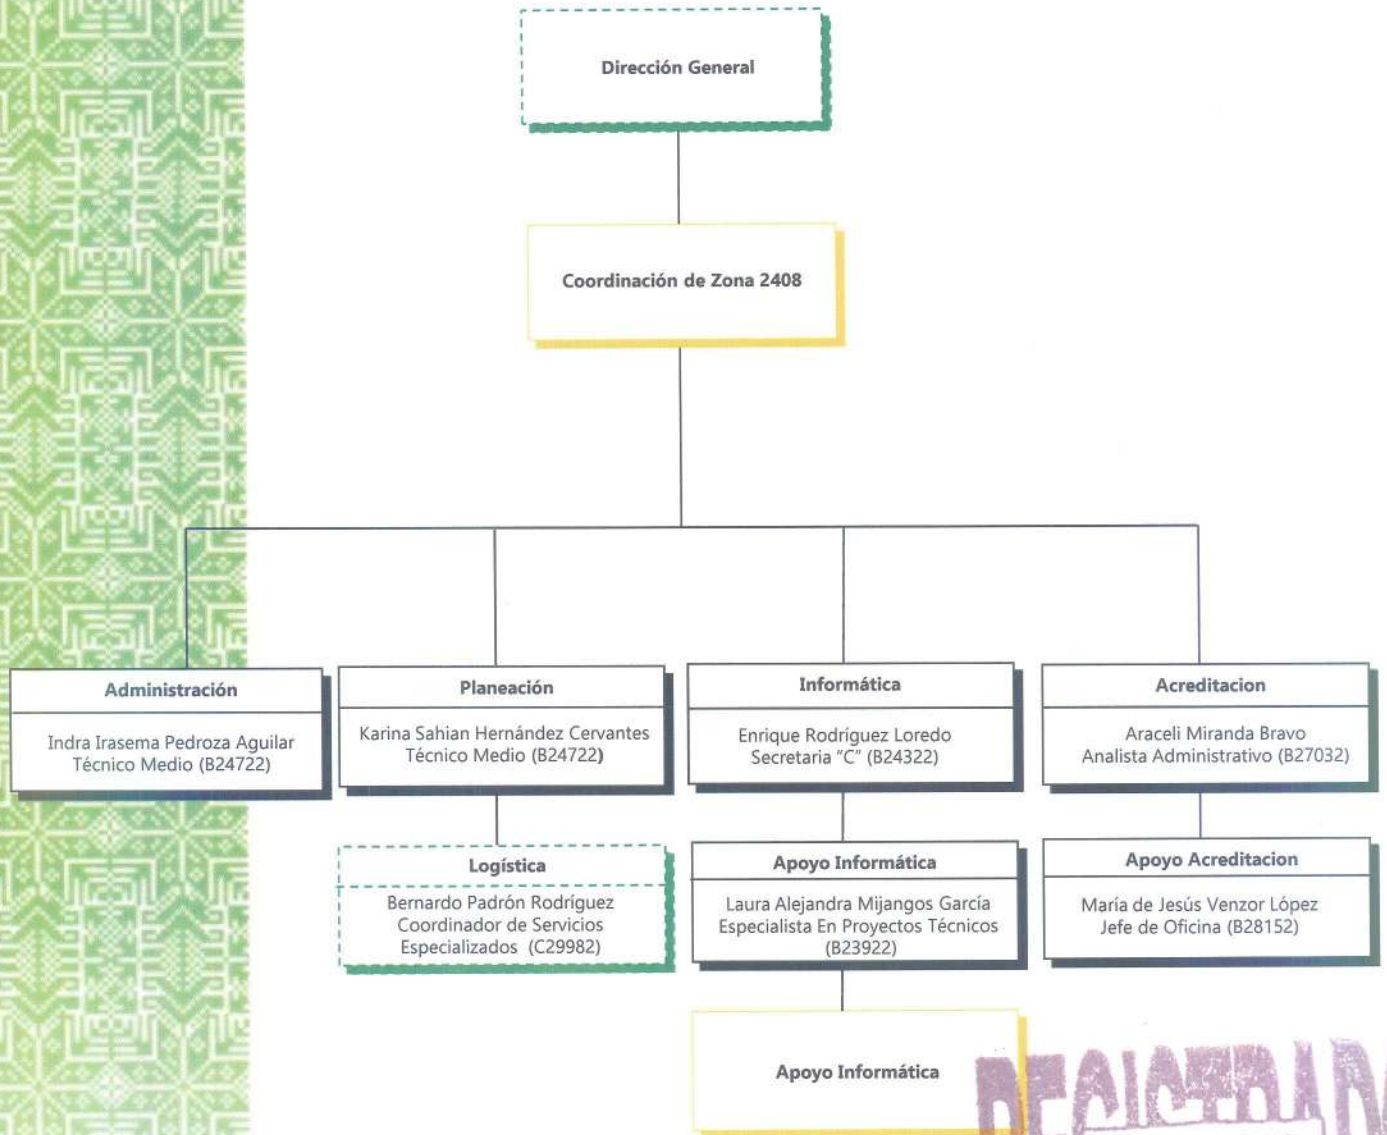 Dirección General
Coordinación de Zona 2408
Administración
Indra Irasema Pedroza Aguilar
Técnico Medio (B24722)
Planeación
Karina Sahian Hernández Cervantes
Técnico Medio (B24722)
Informática
Enrique Rodríguez Loredo
Secretaria "C" (B24322)
Acreditacion
Araceli Miranda Bravo
Analista Administrativo (B27032)
Logística
Bernardo Padrón Rodríguez
Coordinador de Servicios
Especializados (C29982)
Apoyo Informática
Laura Alejandra Mijangos García
Especialista En Proyectos Técnicos
(B23922)
Apoyo Acreditacion
María de Jesús Venzor López
Jefe de Oficina (B28152)
Apoyo Informática